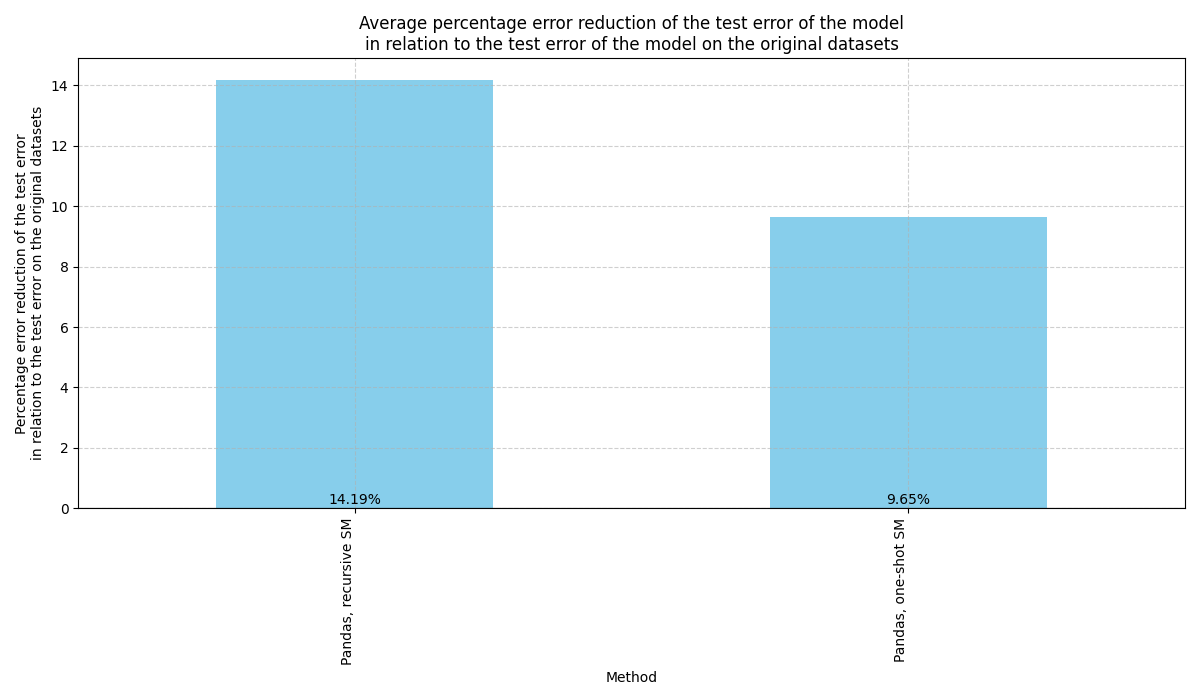 Average percentage error reduction of the test error of the model
in relation to the test error of the model on the original datasets
Percentage error reduction of the test error
in relation to the test error on the original datasets
14
12
10
8
6
4
2
0
14.19%
9.65%
Pandas, recursive SM
Pandas, one-shot SM
Method